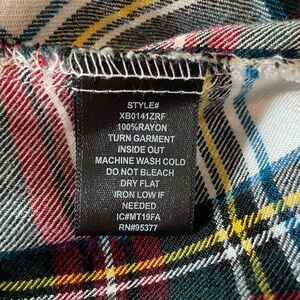 STYLE#
XB0141ZRF
100%RAYON
TURN GARMENT
INSIDE OUT
MACHINE WASH COLD
DO NOT BLEACH
DRY FLAT
IRON LOW IF
NEEDED
IC#MT19FA
RN#95377